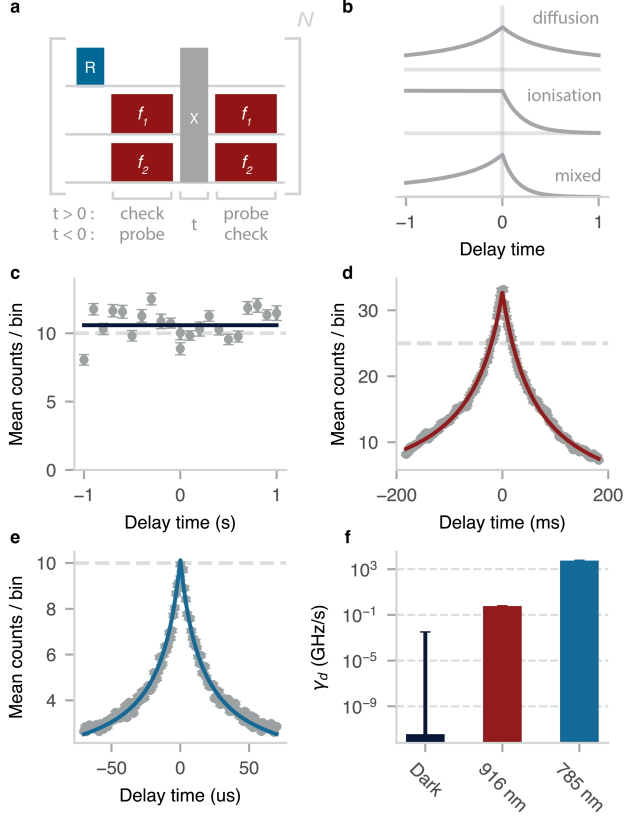 a
N
R
f1
X
f1
f2
f2
t > 0 : check t probe
t < 0 : probe check
b
diffusion
ionisation
mixed
−1 0 1
Delay time
c
Mean counts / bin
10
5
0
−1 0 1
Delay time (s)
d
Mean counts / bin
30
20
10
−200 0 200
Delay time (ms)
e
Mean counts / bin
10
8
6
4
−50 0 50
Delay time (us)
f
γd (GHz/s)
10³
10⁻¹
10⁻⁵
10⁻⁹
Dark
916 nm
785 nm